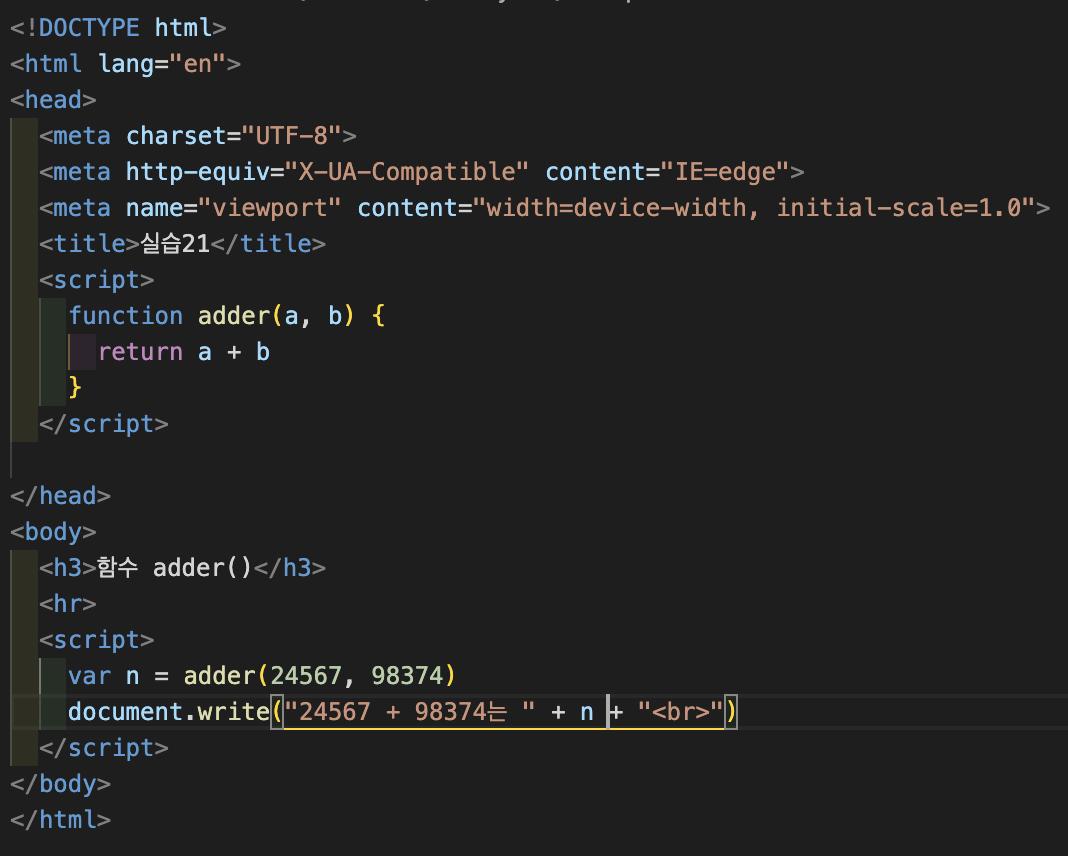 <!DOCTYPE html>
<html lang="en">
<head>
  <meta charset="UTF-8">
  <meta http-equiv="X-UA-Compatible" content="IE=edge">
  <meta name="viewport" content="width=device-width, initial-scale=1.0">
  <title>실습21</title>
  <script>
    function adder(a, b) {
      return a + b
    }
  </script>

</head>
<body>
  <h3>함수 adder()</h3>
  <hr>
  <script>
    var n = adder(24567, 98374)
    document.write("24567 + 98374는 " + n + "<br>")
  </script>
</body>
</html>